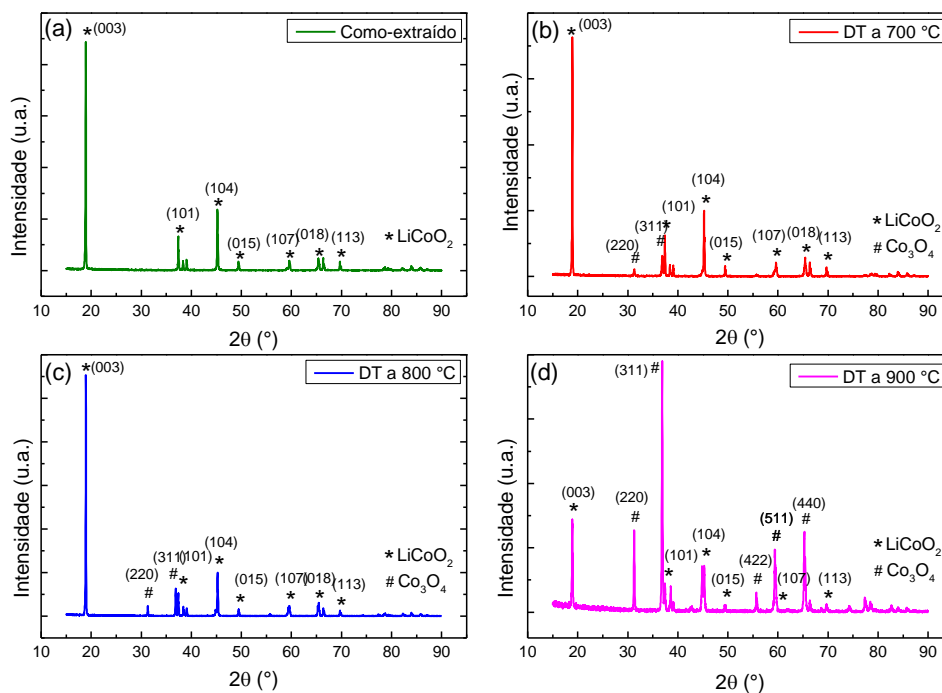 (a)
Como-extraído
*(003)
(104)
*
(101)
*
(015)
*
(107)
*
(018)
*
(113)
*
*LiCoO₂
Intensidade (u.a.)
10 20 30 40 50 60 70 80 90 100
2θ (°)
(b)
DT a 700 °C
*(003)
(104)
*
(311)
#
(101)
*
(220)
#
(015)
*
(107)
*
(018)
*
(113)
*
*LiCoO₂
#Co₃O₄
Intensidade (u.a.)
10 20 30 40 50 60 70 80 90 100
2θ (°)
(c)
DT a 800 °C
*(003)
(104)
*
(311)
#
(101)
*
(220)
#
(015)
*
(107)
*
(018)
*
(113)
*
*LiCoO₂
#Co₃O₄
Intensidade (u.a.)
10 20 30 40 50 60 70 80 90 100
2θ (°)
(d)
DT a 900 °C
(311) #
(003)
*
(220)
#
(101)
*
(104)
*
(015)
*
(422)
#
(511)
#
(107)
*
(440)
#
(113)
*
*LiCoO₂
#Co₃O₄
Intensidade (u.a.)
10 20 30 40 50 60 70 80 90 100
2θ (°)